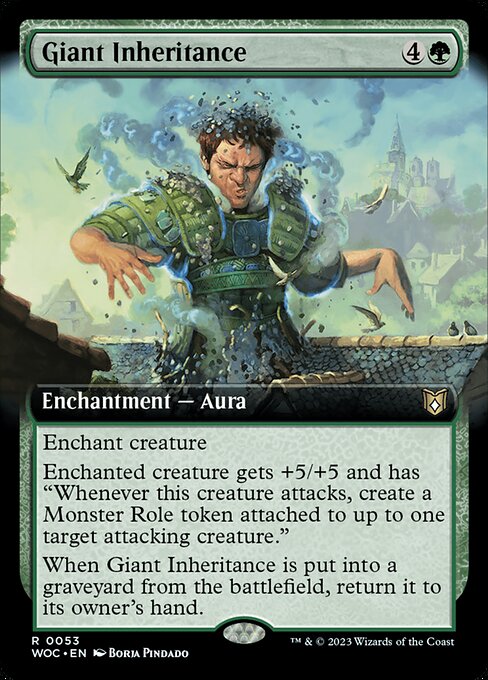 Giant Inheritance 4
Enchantment — Aura
Enchant creature
Enchanted creature gets +5/+5 and has
“Whenever this creature attacks, create a
Monster Role token attached to up to one
target attacking creature.”
When Giant Inheritance is put into a
graveyard from the battlefield, return it to
its owner’s hand.
R 0053
WOC • EN Borja Pindado
™ & © 2023 Wizards of the Coast